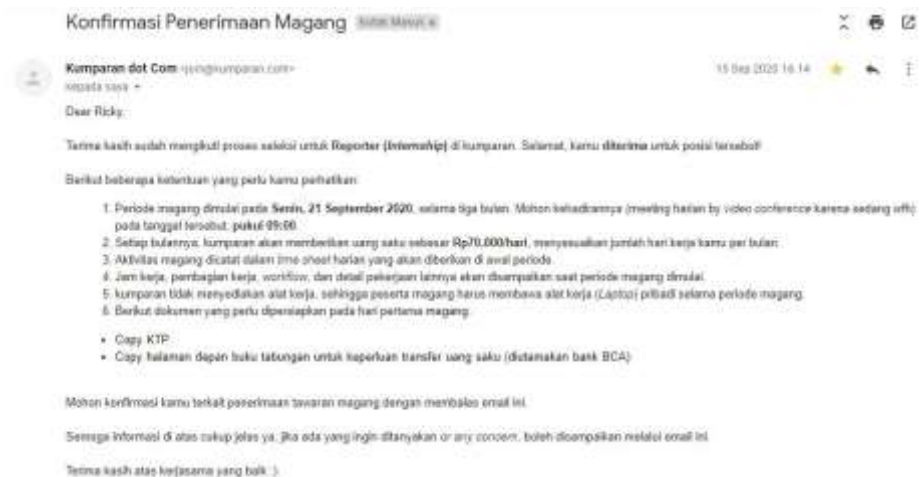 Konfirmasi Penerimaan Magang
Kumparan dot Com
15 Sep 2020 16.14
kepada saya
Dear Ricky,
Terima kasih sudah mengikuti proses seleksi untuk Reporter (Internship) di kumparan. Selamat, kamu diterima untuk posisi tersebut!
Berikut beberapa ketentuan yang perlu kamu perhatikan:
1. Periode magang dimulai pada Senin, 21 September 2020, selama tiga bulan. Mohon kehadirannya (meeting harian by video conference karena sedang wfh)
pada tanggal tersebut, pukul 09:00.
2. Setiap bulannya, kumparan akan memberikan uang saku sebesar Rp70.000/hari, menyesuaikan jumlah hari kerja kamu per bulan.
3. Aktivitas magang dicatat dalam time sheet harian yang akan diberikan di awal periode.
4. Jam kerja, pembagian kerja, workflow, dan detail pekerjaan lainnya akan disampaikan saat periode magang dimulai.
5. kumparan tidak menyediakan alat kerja, sehingga peserta magang harus membawa alat kerja (Laptop) pribadi selama periode magang.
6. Berikut dokumen yang perlu dipersiapkan pada hari pertama magang:
• Copy KTP
• Copy halaman depan buku tabungan untuk keperluan transfer uang saku (diutamakan bank BCA)
Mohon konfirmasi kamu terkait penerimaan tawaran magang dengan membalas email ini.
Semoga informasi di atas cukup jelas ya, jika ada yang ingin ditanyakan or any concern, boleh disampaikan melalui email ini.
Terima kasih atas kerjasama yang baik :)